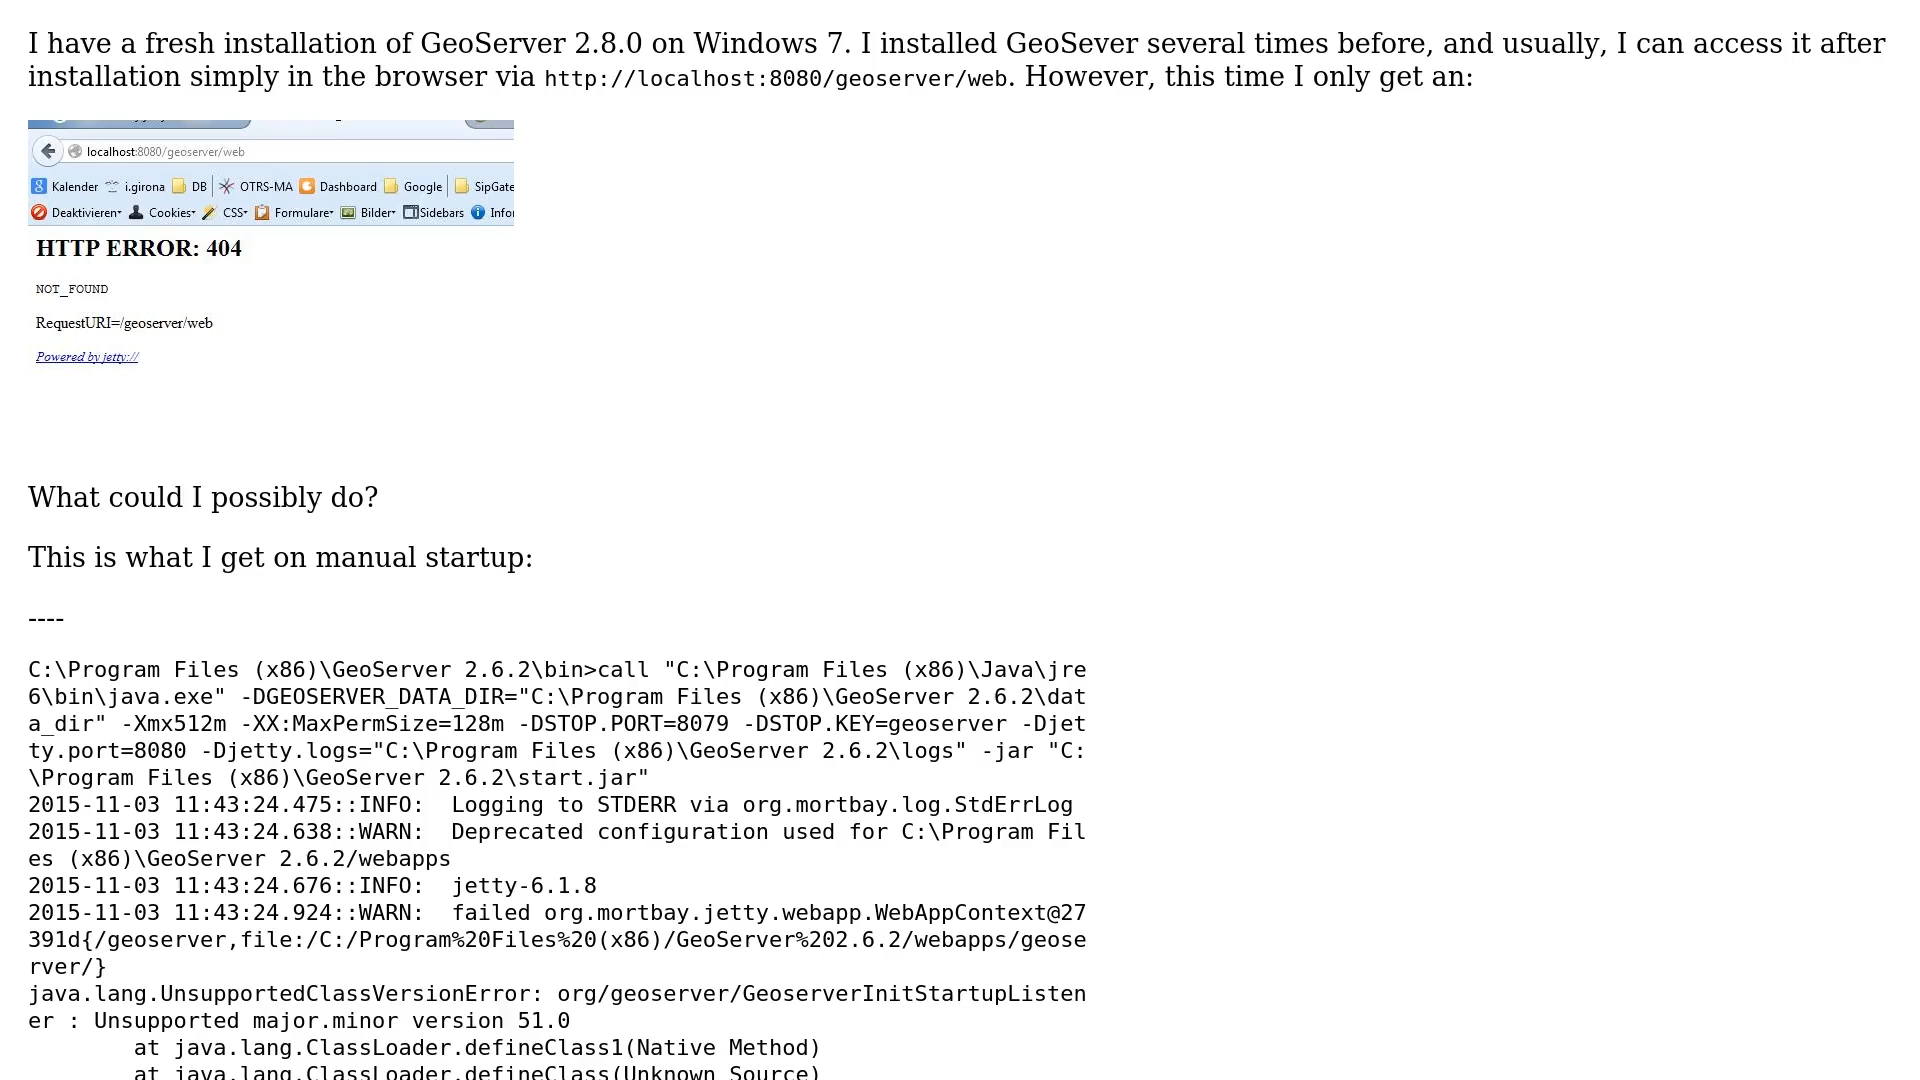 I have a fresh installation of GeoServer 2.8.0 on Windows 7. I installed GeoSever several times before, and usually, I can access it after
installation simply in the browser via http://localhost:8080/geoserver/web. However, this time I only get an:
localhost:8080/geoserver/web
Kalender i.girona DB OTRS-MA Dashboard Google SipGate
Deaktivieren Cookies CSS Formulare Bilder Sidebars Infor
HTTP ERROR: 404
NOT_FOUND
RequestURI=/geoserver/web
Powered by jetty://
What could I possibly do?
This is what I get on manual startup:
----
C:\Program Files (x86)\GeoServer 2.6.2\bin>call "C:\Program Files (x86)\Java\jre
6\bin\java.exe" -DGEOSERVER_DATA_DIR="C:\Program Files (x86)\GeoServer 2.6.2\dat
a_dir" -Xmx512m -XX:MaxPermSize=128m -DSTOP.PORT=8079 -DSTOP.KEY=geoserver -Djet
ty.port=8080 -Djetty.logs="C:\Program Files (x86)\GeoServer 2.6.2\logs" -jar "C:
\Program Files (x86)\GeoServer 2.6.2\start.jar"
2015-11-03 11:43:24.475::INFO:  Logging to STDERR via org.mortbay.log.StdErrLog
2015-11-03 11:43:24.638::WARN:  Deprecated configuration used for C:\Program Fil
es (x86)\GeoServer 2.6.2/webapps
2015-11-03 11:43:24.676::INFO:  jetty-6.1.8
2015-11-03 11:43:24.924::WARN:  failed org.mortbay.jetty.webapp.WebAppContext@27
391d{/geoserver,file:/C:/Program%20Files%20(x86)/GeoServer%202.6.2/webapps/geose
rver/}
java.lang.UnsupportedClassVersionError: org/geoserver/GeoserverInitStartupListen
er : Unsupported major.minor version 51.0
at java.lang.ClassLoader.defineClass1(Native Method)
at java.lang.ClassLoader.defineClass(Unknown Source)